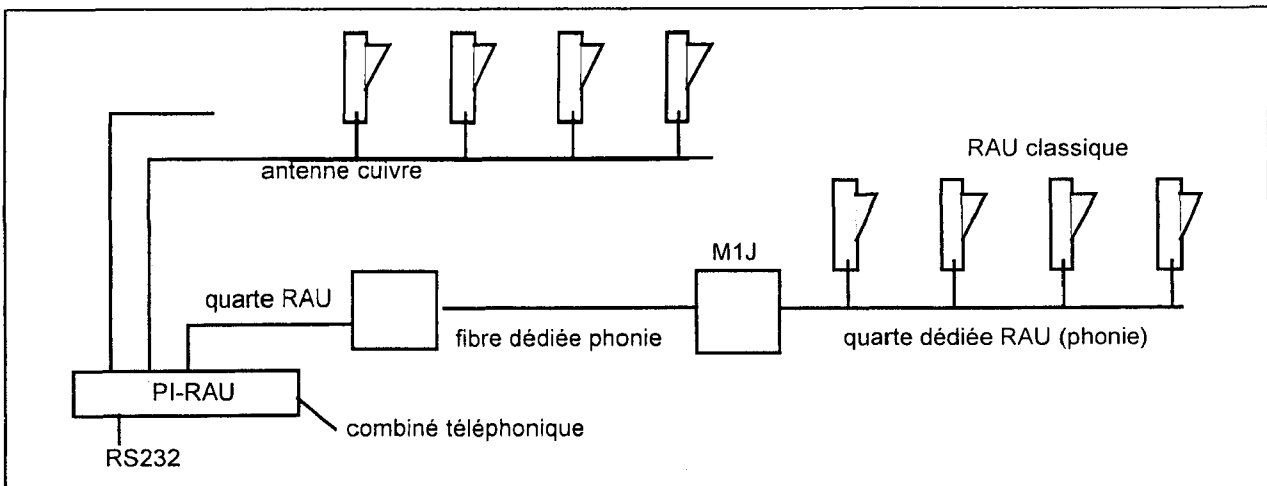 antenne cuivre
RAU classique
M1J
quarte RAU
fibre dédiée phonie
quarte dédiée RAU (phonie)
PI-RAU
combiné téléphonique
RS232